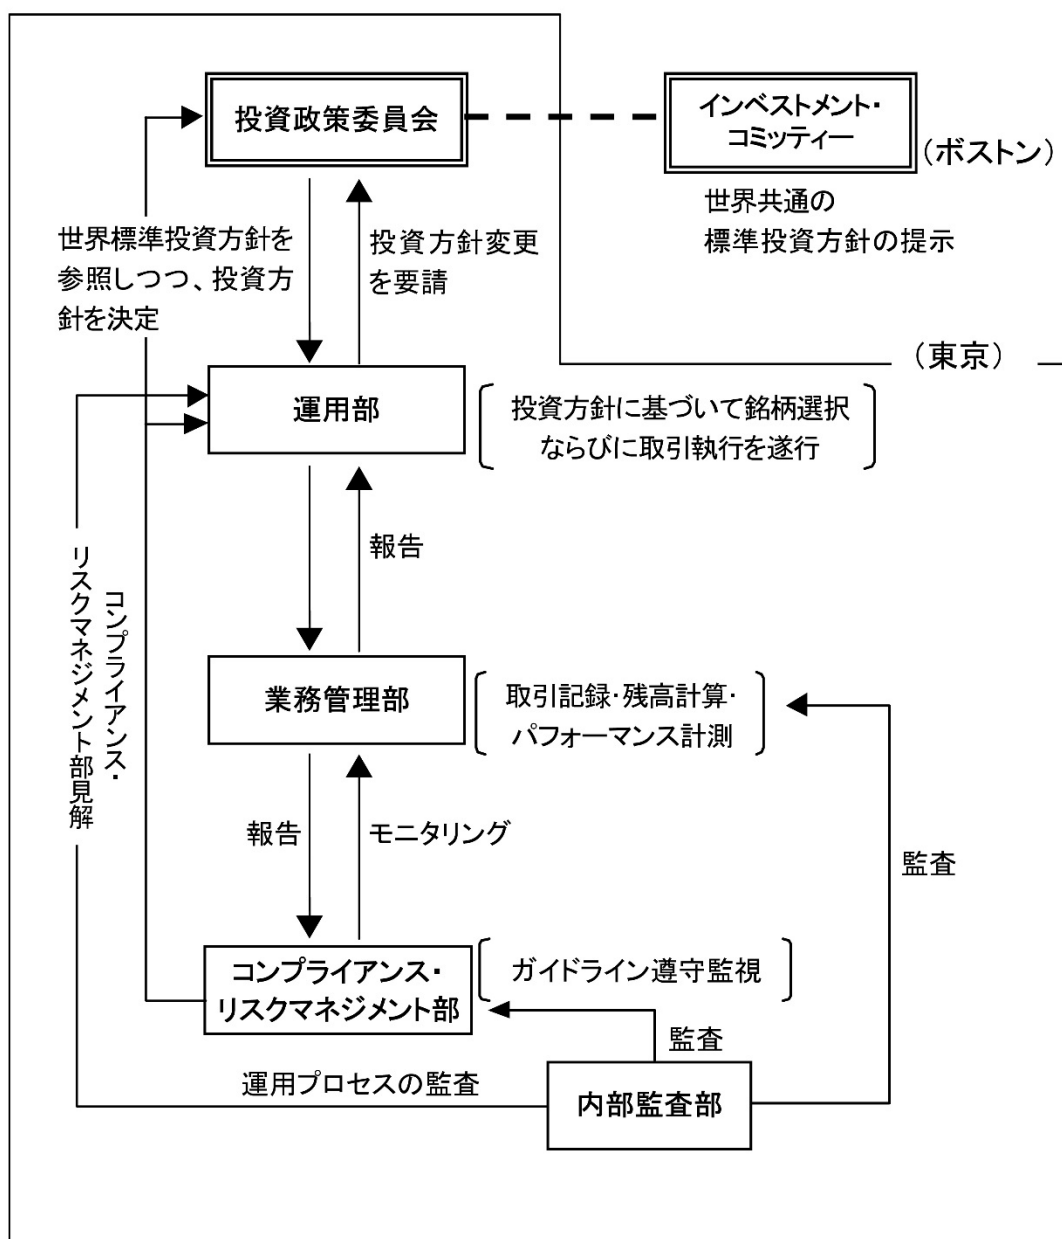 投資政策委員会
インベストメント・
コミッティー
（ボストン）
世界共通の
標準投資方針の提示
世界標準投資方針を
参照しつつ、投資方
針を決定
投資方針変更
を要請
（東京）
運用部
投資方針に基づいて銘柄選択
ならびに取引執行を遂行
報告
コンプライアンス・
リスクマネジメント部見解
業務管理部
取引記録・残高計算・
パフォーマンス計測
報告
モニタリング
監査
コンプライアンス・
リスクマネジメント部
ガイドライン遵守監視
監査
運用プロセスの監査
内部監査部